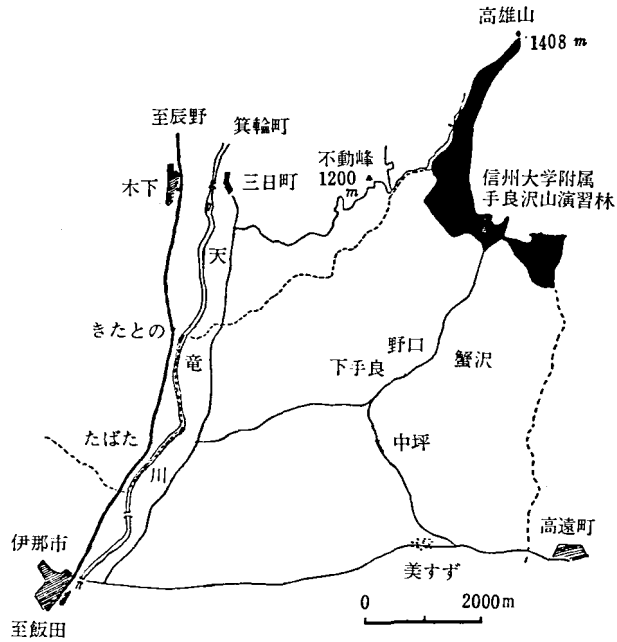 高雄山
1408 m
至辰野
箕輪町
不動峰
1200 m
木下
三日町
信州大学附属
手良沢山演習林
天
竜
川
きたとの
野口
下手良
蟹沢
たばた
中坪
伊那市
高遠町
美すず
至飯田
0 2000m